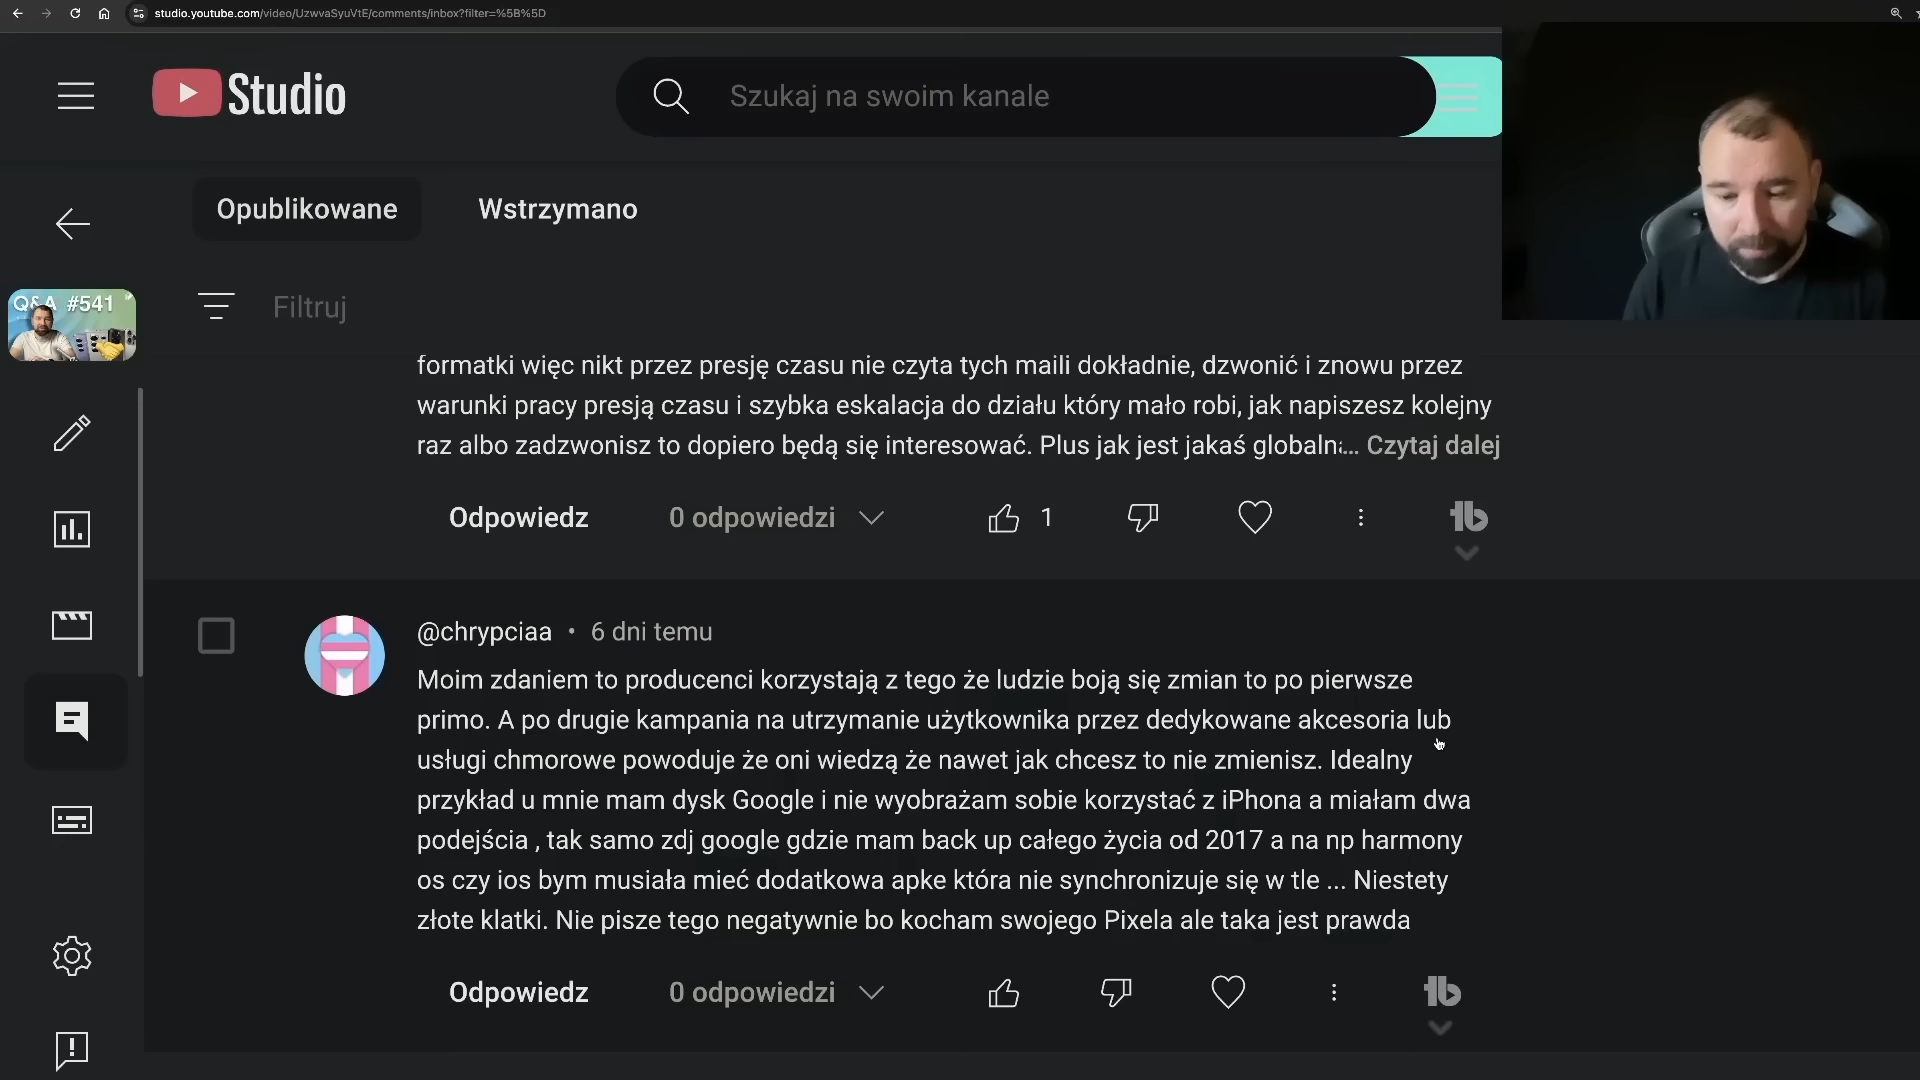 studio.youtube.com/video/UzwvaSyuVtE/comments/inbox?filter=%5B%5D
Studio
Szukaj na swoim kanale
Opublikowane
Wstrzymano
Q&A #541
Filtruj
formatki więc nikt przez presję czasu nie czyta tych maili dokładnie, dzwonić i znowu przez
warunki pracy presją czasu i szybka eskalacja do działu który mało robi, jak napiszesz kolejny
raz albo zadzwonisz to dopiero będą się interesować. Plus jak jest jakaś globaln... Czytaj dalej
Odpowiedz
0 odpowiedzi
1
@chrypciaa • 6 dni temu
Moim zdaniem to producenci korzystają z tego że ludzie boją się zmian to po pierwsze
primo. A po drugie kampania na utrzymanie użytkownika przez dedykowane akcesoria lub
usługi chmorowe powoduje że oni wiedzą że nawet jak chcesz to nie zmienisz. Idealny
przykład u mnie mam dysk Google i nie wyobrażam sobie korzystać z iPhona a miałam dwa
podejścia , tak samo zdj google gdzie mam back up całego życia od 2017 a na np harmony
os czy ios bym musiała mieć dodatkowa apke która nie synchronizuje się w tle ... Niestety
złote klatki. Nie pisze tego negatywnie bo kocham swojego Pixela ale taka jest prawda
Odpowiedz
0 odpowiedzi